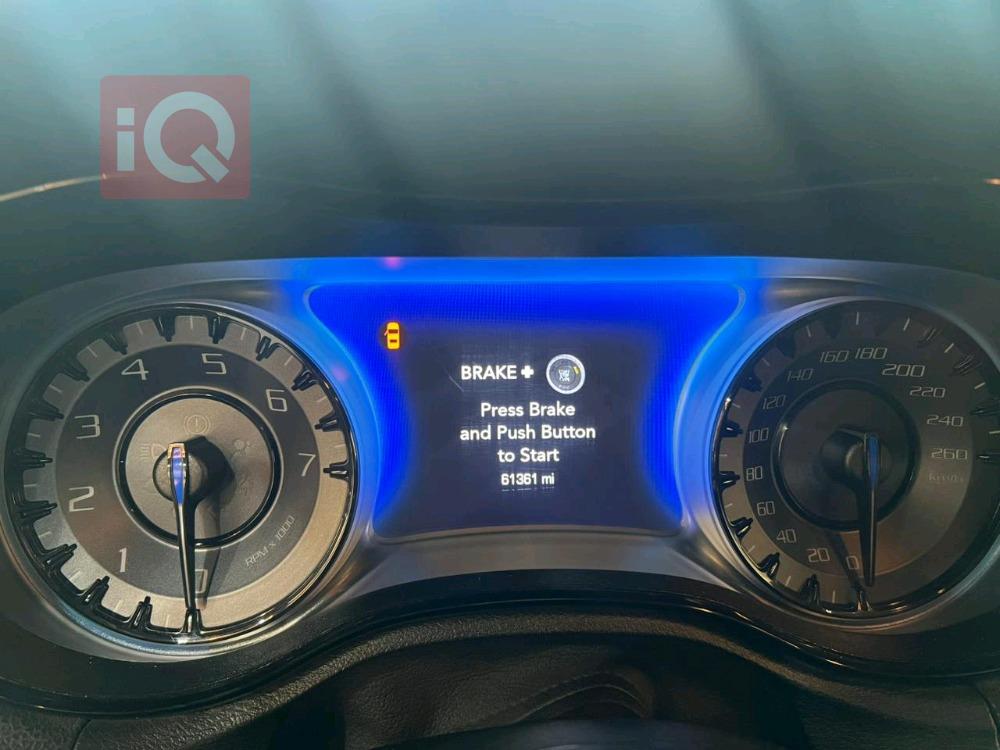 iQ
BRAKE +
Press Brake
and Push Button
to Start
61361 mi
0
1
2
3
4
5
6
7
RPM x 1000
0
20
40
60
80
100
120
140
160
180
200
220
240
260
km/h